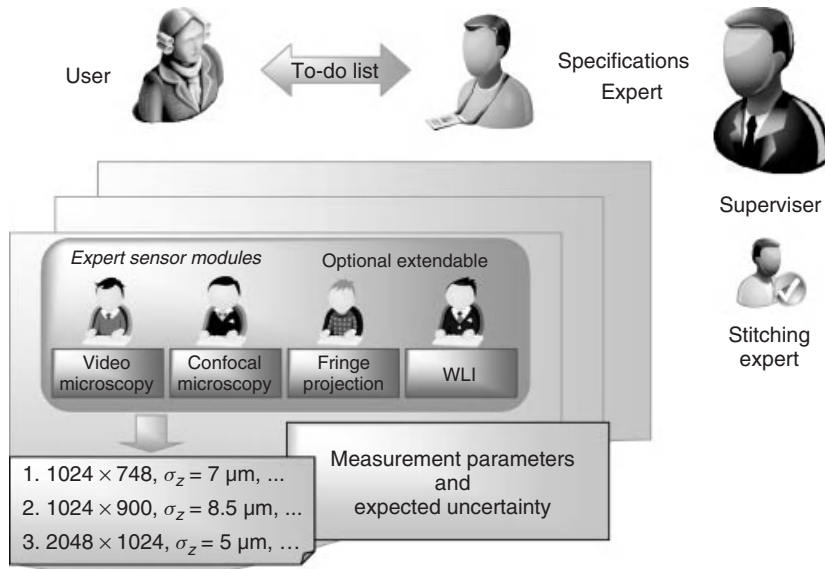 User
To-do list
Specifications
Expert
Superviser
Stitching
expert
Expert sensor modules
Optional extendable
Video
microscopy
Confocal
microscopy
Fringe
projection
WLI
1. 1024 × 748, σz = 7 μm, ...
2. 1024 × 900, σz = 8.5 μm, ...
3. 2048 × 1024, σz = 5 μm, ...
Measurement parameters
and
expected uncertainty